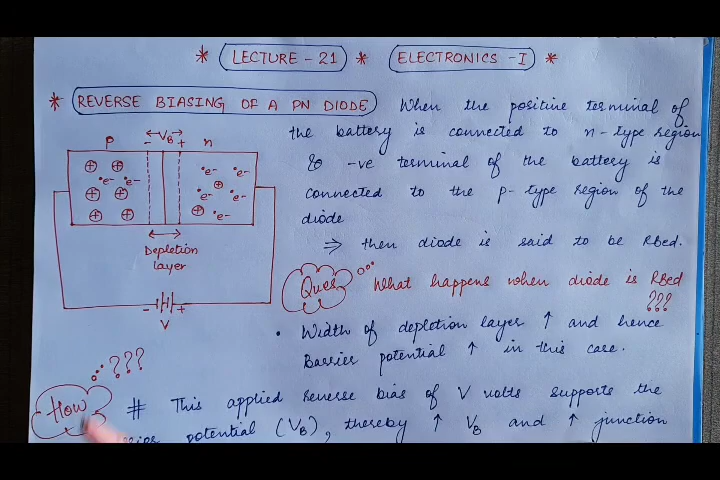 * LECTURE - 21 * ELECTRONICS - I *
* REVERSE BIASING OF A PN DIODE
When the positive terminal of
the battery is connected to n-type region
& -ve terminal of the battery is
connected to the p-type region of the
diode
⇒ then diode is said to be RBed.
P
- VB +
n
+ + e- e- + + + +
e- e- + e- + e-
Depletion
layer
- +
V
Ques
What happens when diode is RBed
???
• Width of depletion layer ↑ and hence
Barrier potential ↑ in this case.
???
How
# This applied reverse bias of V volts supports the
potential (VB), thereby ↑ VB and ↑ junction